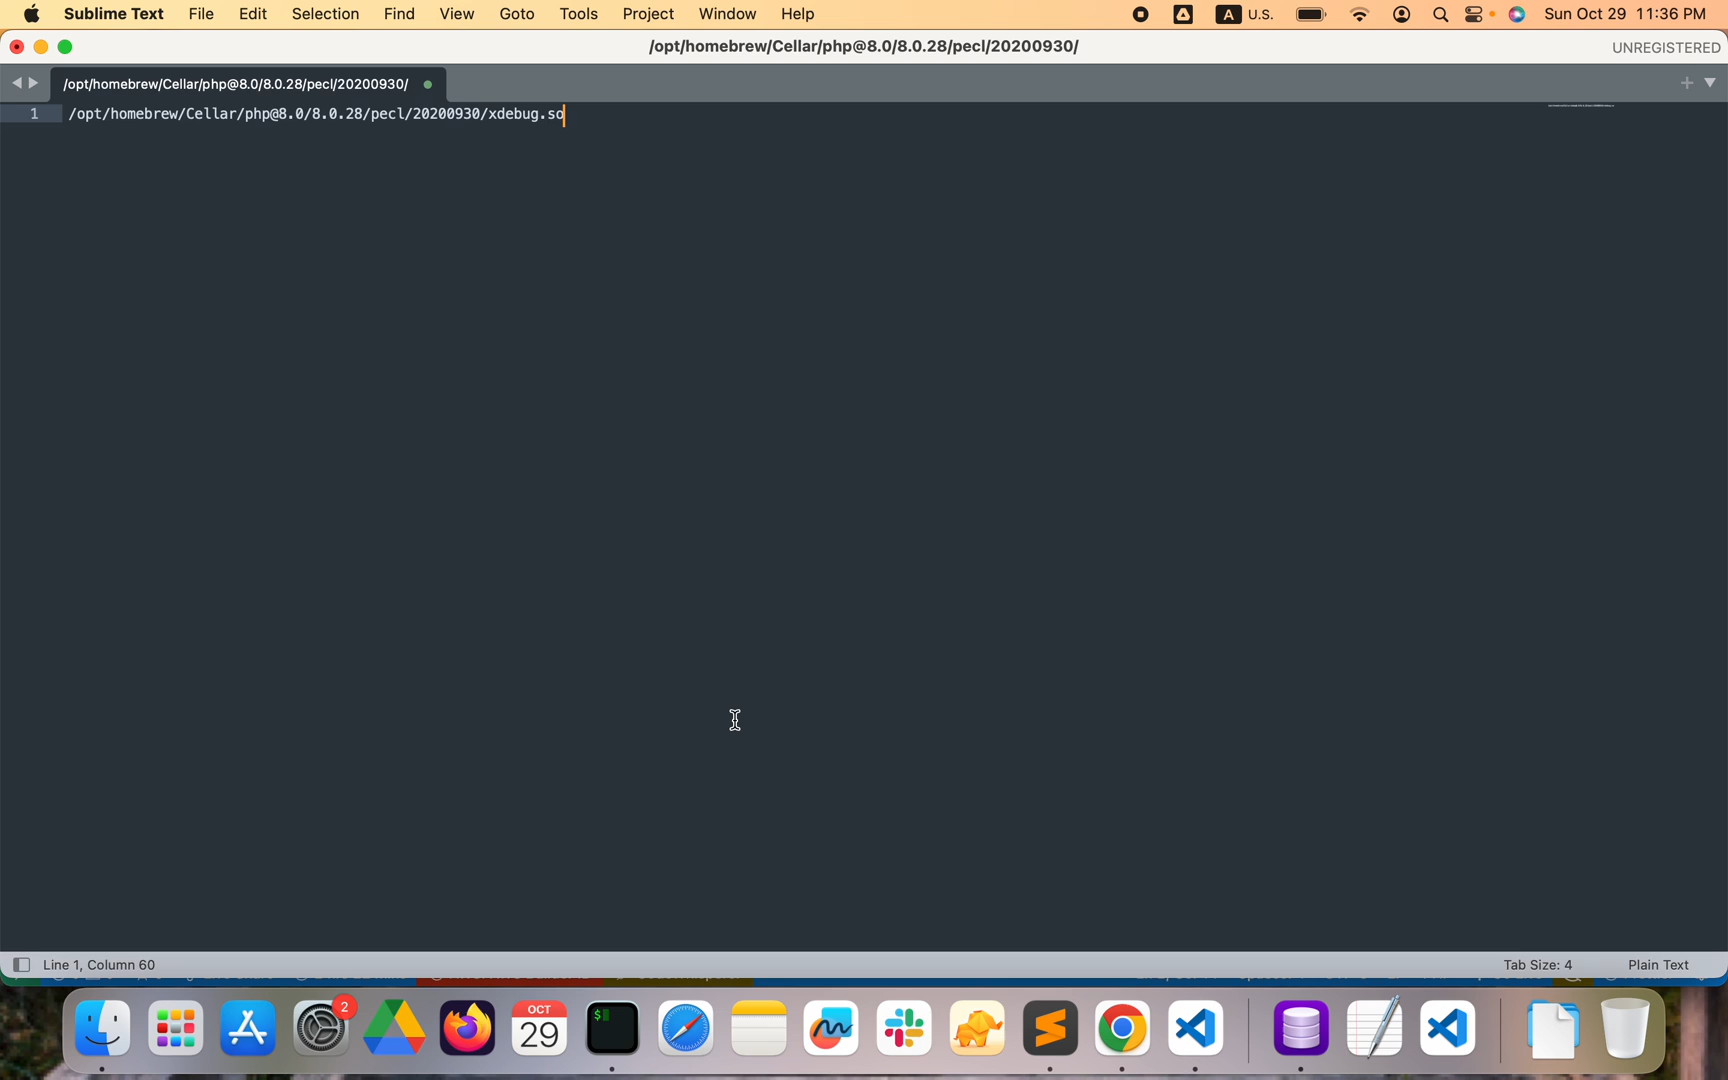 Sublime Text File Edit Selection Find View Goto Tools Project Window Help A U.S. Sun Oct 29 11:36 PM
/opt/homebrew/Cellar/php@8.0/8.0.28/pecl/20200930/ UNREGISTERED
/opt/homebrew/Cellar/php@8.0/8.0.28/pecl/20200930/
1 /opt/homebrew/Cellar/php@8.0/8.0.28/pecl/20200930/xdebug.so
Line 1, Column 60 Tab Size: 4 Plain Text
2
OCT
29
$